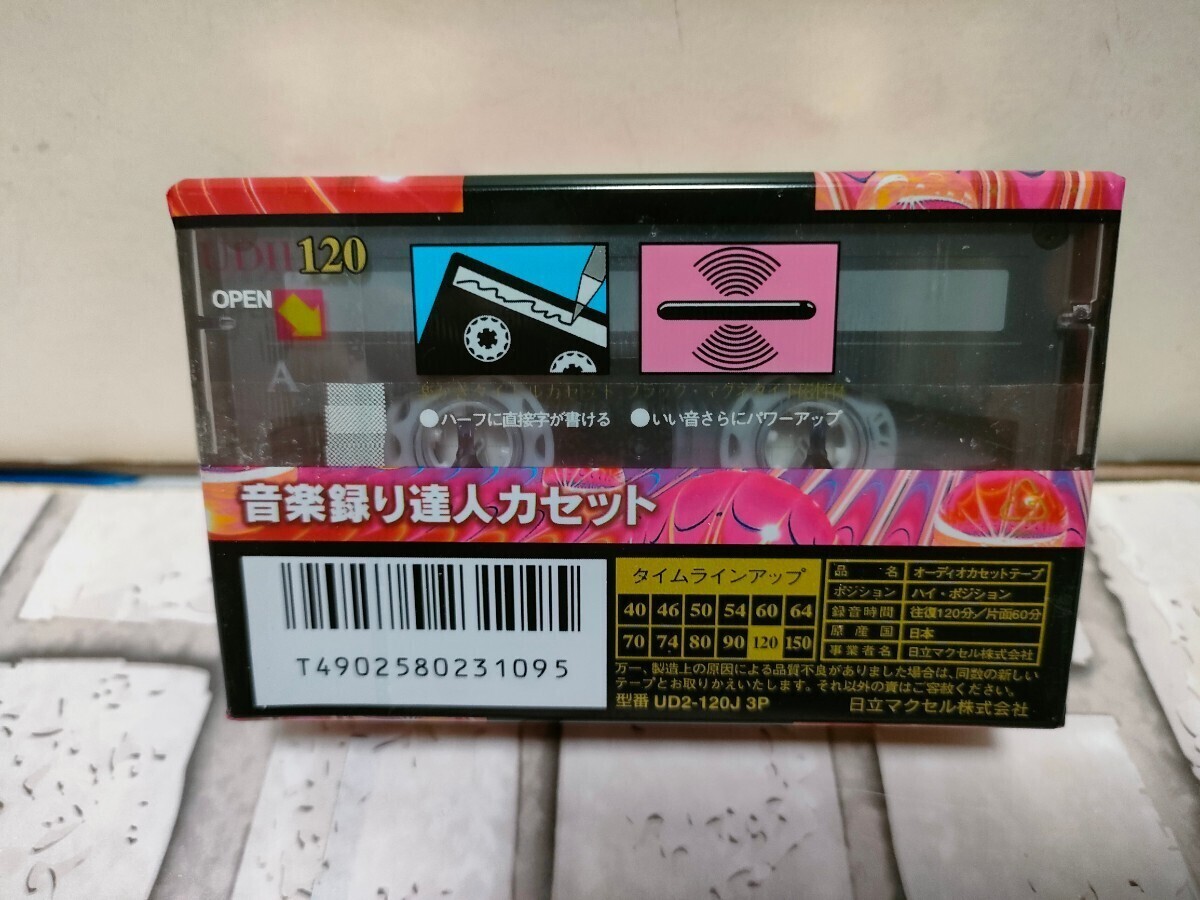 UDII 120
OPEN
A
●ハーフに直接字が書ける
●いい音さらにパワーアップ
音楽録り達人カセット
T4902580231095
タイムラインアップ
40 46 50 54 60 64
70 74 80 90 120 150
品名 オーディオカセットテープ
ポジション ハイ・ポジション
録音時間 往復120分/片面60分
原産国 日本
事業者名 日立マクセル株式会社
万一、製造上の原因による品質不良がありました場合は、同数の新しい
テープとお取りかえいたします。それ以外の責はご容赦ください。
型番 UD2-120J 3P
日立マクセル株式会社